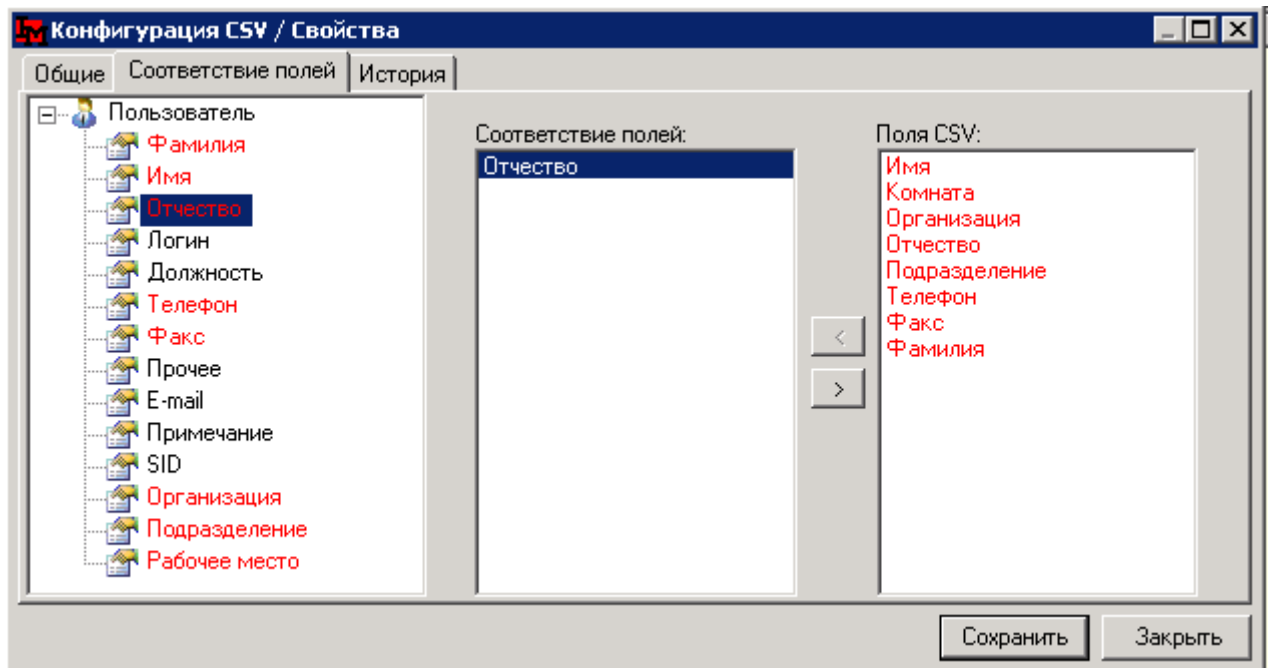 Конфигурация CSV / Свойства
Общие Соответствие полей История
Пользователь
Фамилия
Имя
Отчество
Логин
Должность
Телефон
Факс
Прочее
E-mail
Примечание
SID
Организация
Подразделение
Рабочее место
Соответствие полей:
Отчество
<
>
Поля CSV:
Имя
Комната
Организация
Отчество
Подразделение
Телефон
Факс
Фамилия
Сохранить Закрыть